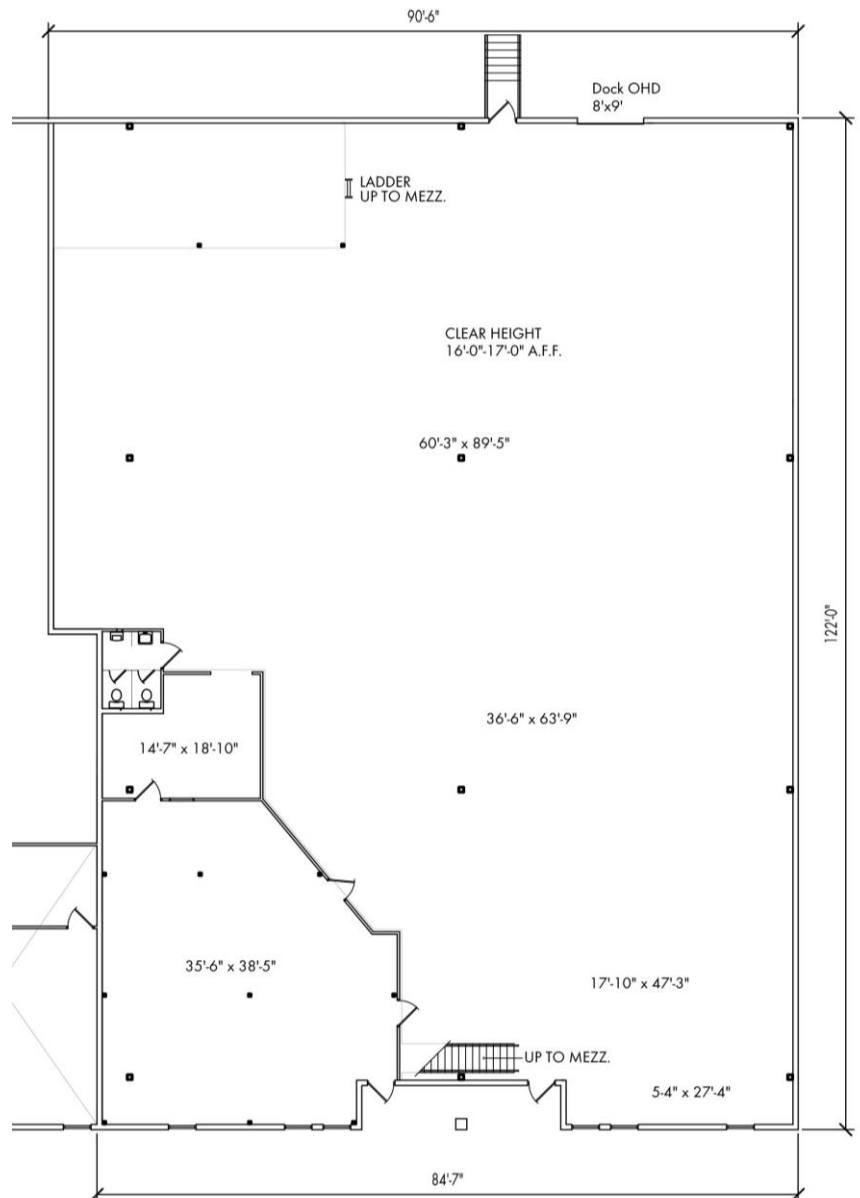 90'-6"
Dock OHD
8'x9'
LADDER
UP TO MEZZ.
CLEAR HEIGHT
16'-0"-17'-0" A.F.F.
60'-3" x 89'-5"
122'-0"
36'-6" x 63'-9"
14'-7" x 18'-10"
35'-6" x 38'-5"
17'-10" x 47'-3"
UP TO MEZZ.
5-4" x 27'-4"
84'-7"